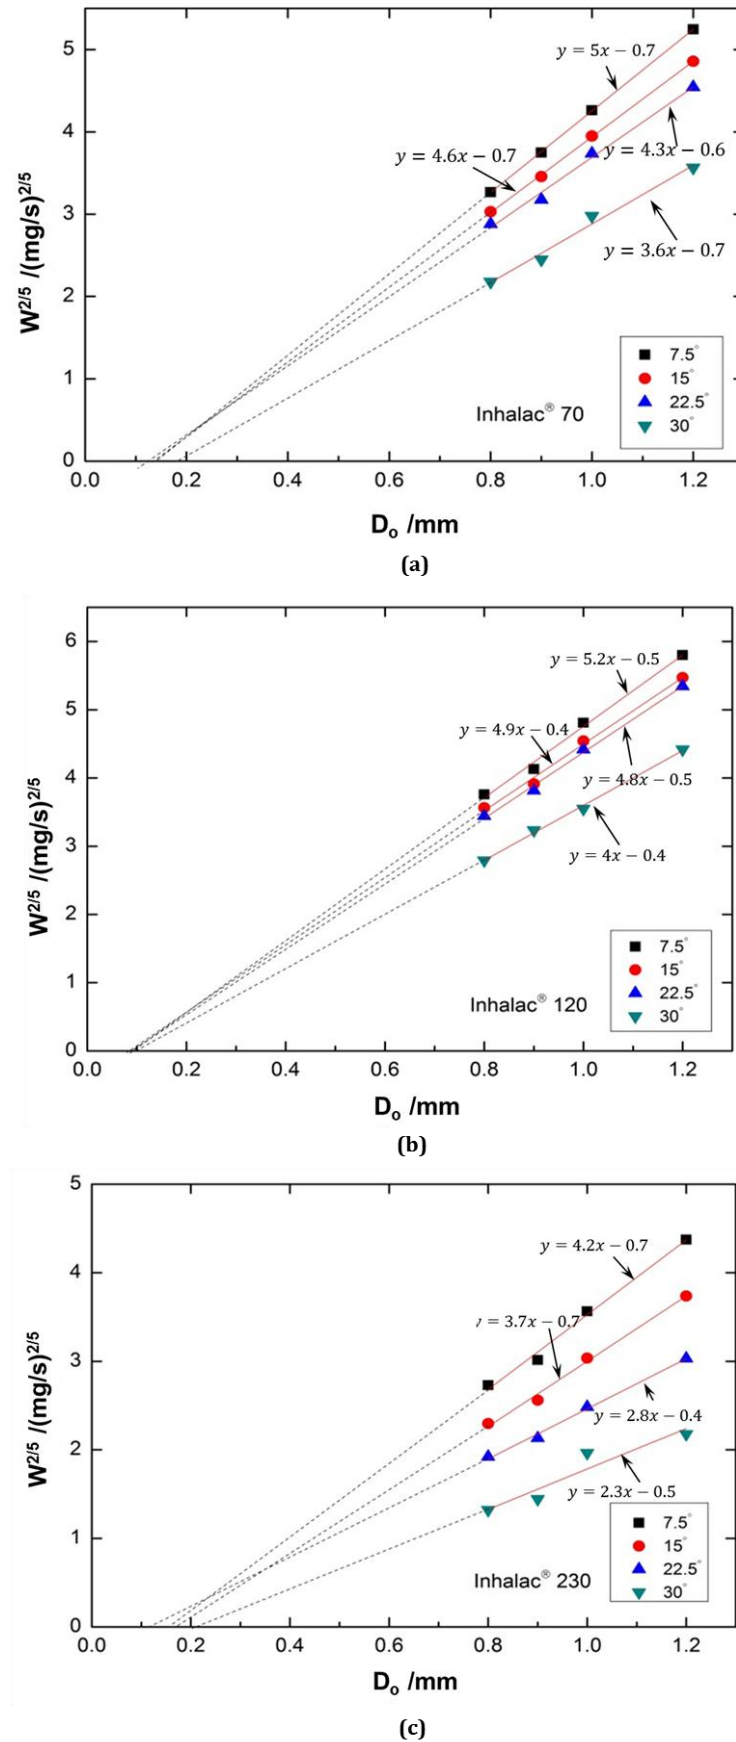 5
y = 5x − 0.7
4
y = 4.6x − 0.7
y = 4.3x − 0.6
3
y = 3.6x − 0.7
W2/5 /(mg/s)2/5
2
7.5°
1
15°
Inhalac® 70
22.5°
30°
0
0.0 0.2 0.4 0.6 0.8 1.0 1.2
Do /mm
(a)
6
y = 5.2x − 0.5
5
y = 4.9x − 0.4
4
y = 4.8x − 0.5
3
y = 4x − 0.4
W2/5 /(mg/s)2/5
2
7.5°
1
15°
Inhalac® 120
22.5°
30°
0
0.0 0.2 0.4 0.6 0.8 1.0 1.2
Do /mm
(b)
5
y = 4.2x − 0.7
4
= 3.7x − 0.7
3
y = 2.8x − 0.4
2
y = 2.3x − 0.5
W2/5 /(mg/s)2/5
1
7.5°
15°
Inhalac® 230
22.5°
30°
0
0.0 0.2 0.4 0.6 0.8 1.0 1.2
Do /mm
(c)